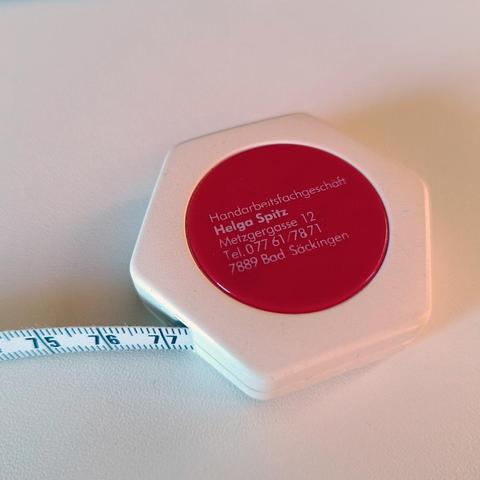 Handarbeitsfachgeschäft
Helga Spitz
Metzgergasse 12
Tel. 077 61/7871
7889 Bad Säckingen
75 76 77